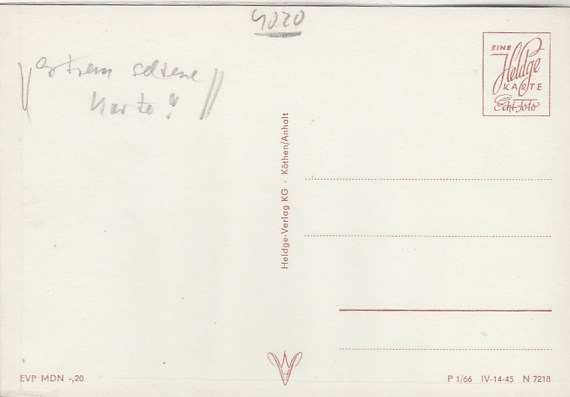 4020
extrem seltene
Karte!
EINE
Heldge
KARTE
Echt-Foto
Heldge-Verlag KG · Köthen/Anhalt
EVP MDN -,20
P 1/66 IV-14-45 N 7218